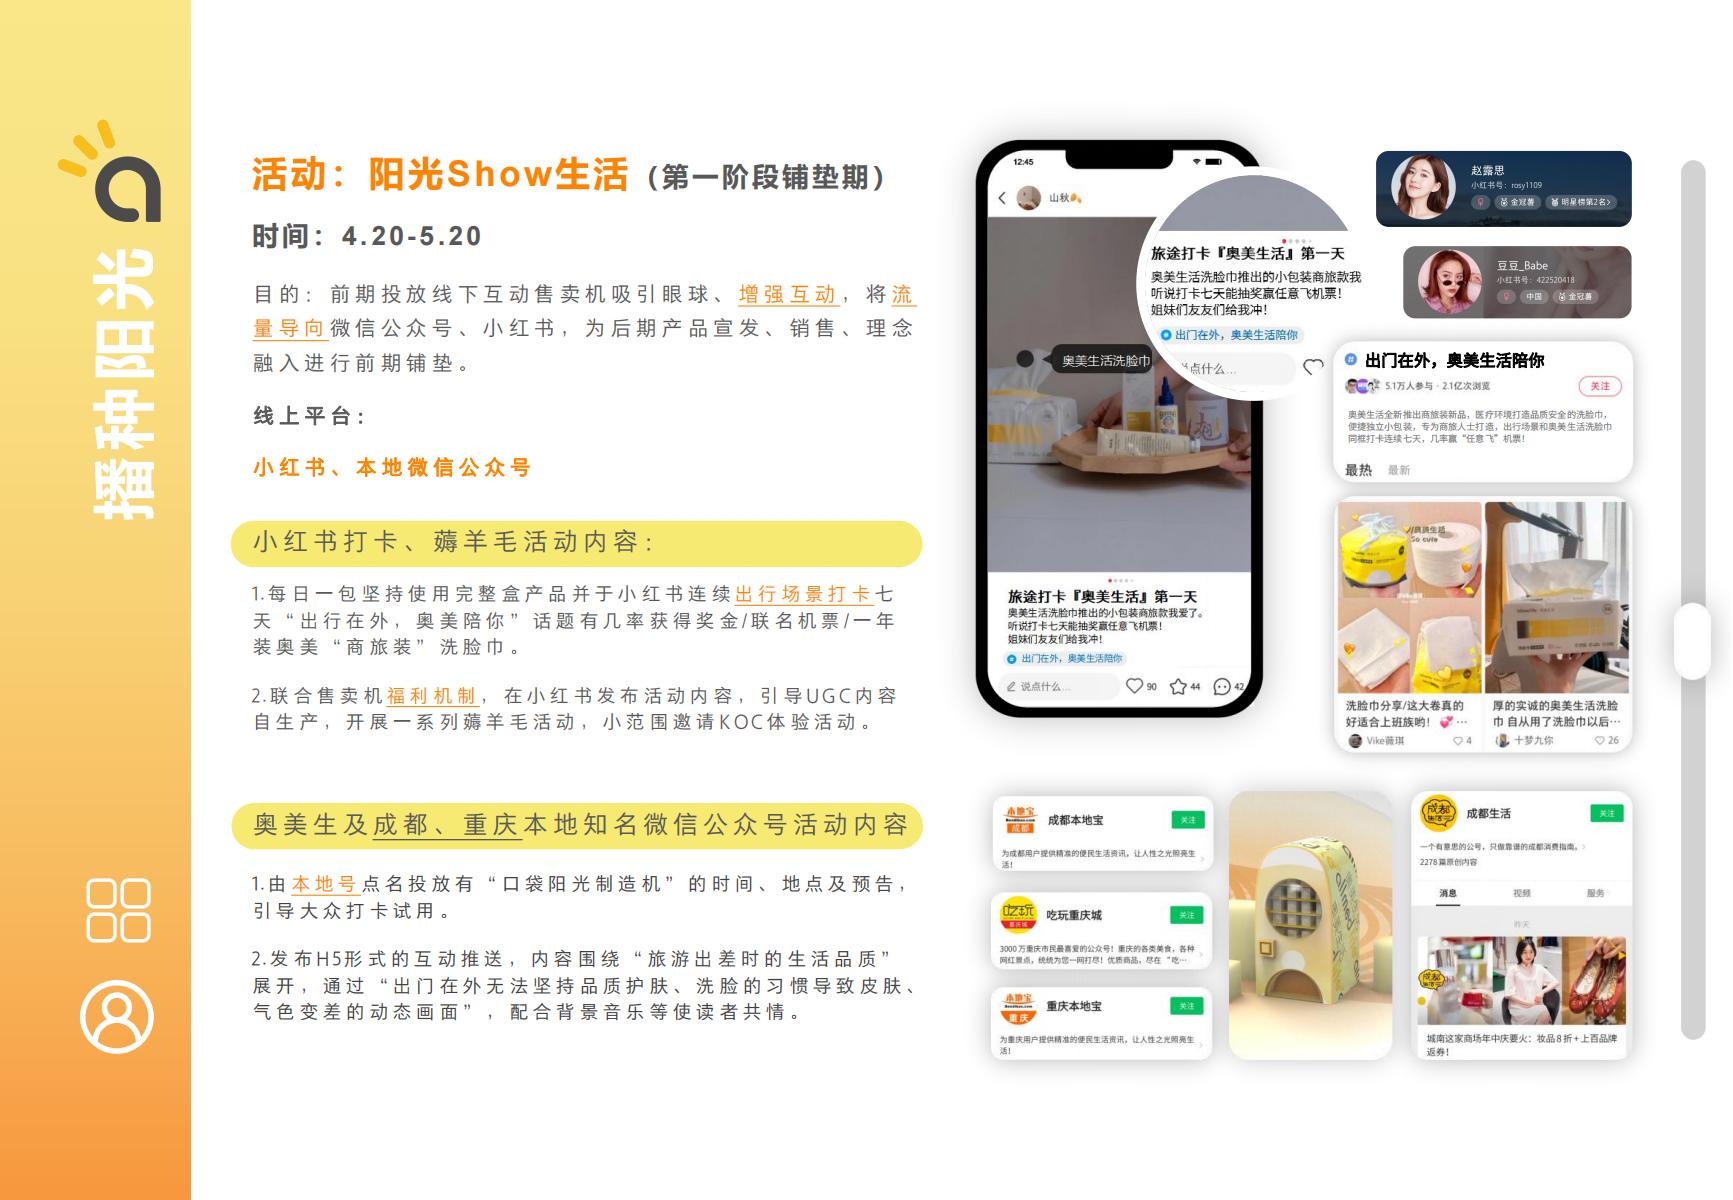 播种阳光
活动：阳光Show生活（第一阶段铺垫期）
时间：4.20-5.20
目的：前期投放线下互动售卖机吸引眼球、增强互动，将流
量导向微信公众号、小红书，为后期产品宣发、销售、理念
融入进行前期铺垫。
线上平台：
小红书、本地微信公众号
小红书打卡、薅羊毛活动内容：
1.每日一包坚持使用完整盒产品并于小红书连续出行场景打卡七
天“出行在外，奥美陪你”话题有几率获得奖金/联名机票/一年
装奥美“商旅装”洗脸巾。
2.联合售卖机福利机制，在小红书发布活动内容，引导UGC内容
自生产，开展一系列薅羊毛活动，小范围邀请KOC体验活动。
奥美生及成都、重庆本地知名微信公众号活动内容
1.由本地号点名投放有“口袋阳光制造机”的时间、地点及预告，
引导大众打卡试用。
2.发布H5形式的互动推送，内容围绕“旅游出差时的生活品质”
展开，通过“出门在外无法坚持品质护肤、洗脸的习惯导致皮肤、
气色变差的动态画面”，配合背景音乐等使读者共情。
12:45
山秋
奥美生活洗脸巾
旅途打卡『奥美生活』第一天
奥美生活洗脸巾推出的小包装商旅款我
听说打卡七天能抽奖赢任意飞机票！
姐妹们友友们给我冲！
出门在外，奥美生活陪你
说点什么...
旅途打卡『奥美生活』第一天
奥美生活洗脸巾推出的小包装商旅款我爱了。
听说打卡七天能抽奖赢任意飞机票！
姐妹们友友们给我冲！
出门在外，奥美生活陪你
说点什么... 90 44 42
赵露思
小红书号：rosy1109
金冠薯 明星榜第2名>
豆豆_Babe
小红书号：422520418
中国 金冠薯
# 出门在外，奥美生活陪你
5.1万人参与 · 2.1亿次浏览 关注
奥美生活全新推出商旅装新品，医疗环境打造品质安全的洗脸巾，
便捷独立小包装，专为商旅人士打造，出行场景和奥美生活洗脸巾
同框打卡连续七天，几率赢“任意飞”机票！
最热 最新
//奥美生活
So cute
洗脸巾分享/这大卷真的
好适合上班族哟！💞···
Vike薇琪 4
厚的实诚的奥美生活洗脸
巾 自从用了洗脸巾以后···
十梦九你 26
本地宝
成都
成都本地宝 关注
为成都用户提供精准的便民生活资讯，让人性之光照亮生
活！
吃玩
重庆城
吃玩重庆城 关注
3000万重庆市民最喜爱的公众号！重庆的各类美食，各种
网红景点，统统为您一网打尽！优质商品，尽在“吃···
本地宝
重庆
重庆本地宝 关注
为重庆用户提供精准的便民生活资讯，让人性之光照亮生
活！
成都
生活
成都生活 关注
一个有意思的公号，只做靠谱的成都消费指南。>
2278篇原创内容
消息 视频 服务
昨天
成都
城南这家商场年中庆要火：妆品8折+上百品牌
返券！